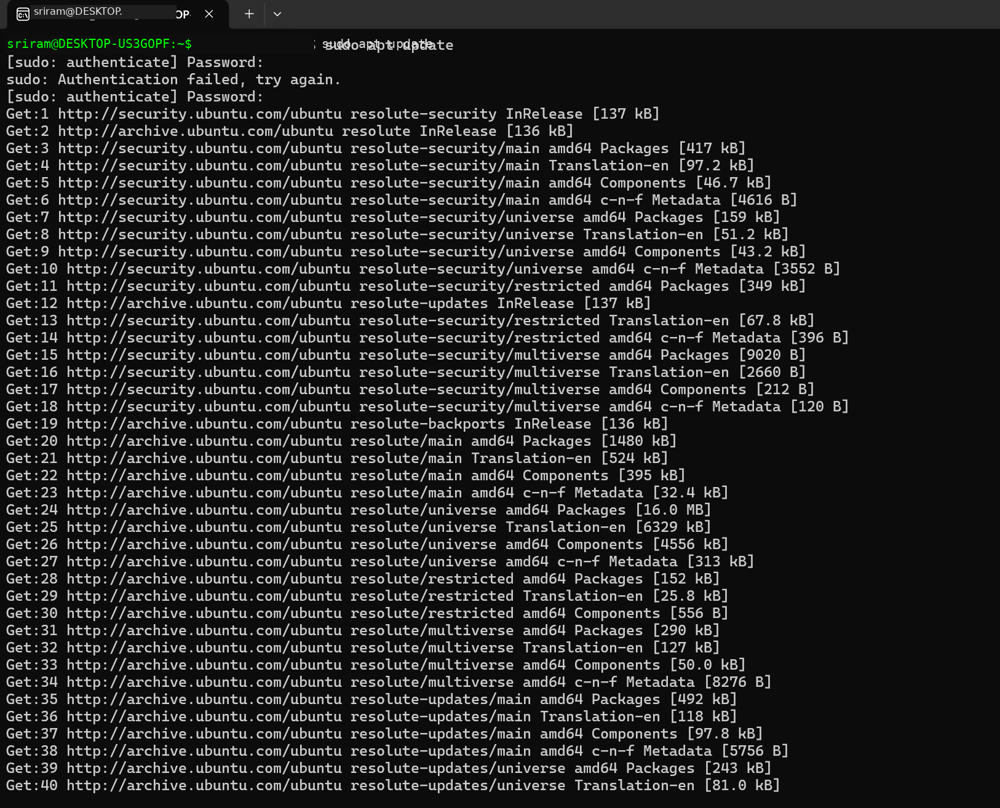 sriram@DESKTOP. OP
sriram@DESKTOP-US3GOPF:~$ sudo apt update
[sudo: authenticate] Password:
sudo: Authentication failed, try again.
[sudo: authenticate] Password:
Get:1 http://security.ubuntu.com/ubuntu resolute-security InRelease [137 kB]
Get:2 http://archive.ubuntu.com/ubuntu resolute InRelease [136 kB]
Get:3 http://security.ubuntu.com/ubuntu resolute-security/main amd64 Packages [417 kB]
Get:4 http://security.ubuntu.com/ubuntu resolute-security/main Translation-en [97.2 kB]
Get:5 http://security.ubuntu.com/ubuntu resolute-security/main amd64 Components [46.7 kB]
Get:6 http://security.ubuntu.com/ubuntu resolute-security/main amd64 c-n-f Metadata [4616 B]
Get:7 http://security.ubuntu.com/ubuntu resolute-security/universe amd64 Packages [159 kB]
Get:8 http://security.ubuntu.com/ubuntu resolute-security/universe Translation-en [51.2 kB]
Get:9 http://security.ubuntu.com/ubuntu resolute-security/universe amd64 Components [43.2 kB]
Get:10 http://security.ubuntu.com/ubuntu resolute-security/universe amd64 c-n-f Metadata [3552 B]
Get:11 http://security.ubuntu.com/ubuntu resolute-security/restricted amd64 Packages [349 kB]
Get:12 http://archive.ubuntu.com/ubuntu resolute-updates InRelease [137 kB]
Get:13 http://security.ubuntu.com/ubuntu resolute-security/restricted Translation-en [67.8 kB]
Get:14 http://security.ubuntu.com/ubuntu resolute-security/restricted amd64 c-n-f Metadata [396 B]
Get:15 http://security.ubuntu.com/ubuntu resolute-security/multiverse amd64 Packages [9020 B]
Get:16 http://security.ubuntu.com/ubuntu resolute-security/multiverse Translation-en [2660 B]
Get:17 http://security.ubuntu.com/ubuntu resolute-security/multiverse amd64 Components [212 B]
Get:18 http://security.ubuntu.com/ubuntu resolute-security/multiverse amd64 c-n-f Metadata [120 B]
Get:19 http://archive.ubuntu.com/ubuntu resolute-backports InRelease [136 kB]
Get:20 http://archive.ubuntu.com/ubuntu resolute/main amd64 Packages [1480 kB]
Get:21 http://archive.ubuntu.com/ubuntu resolute/main Translation-en [524 kB]
Get:22 http://archive.ubuntu.com/ubuntu resolute/main amd64 Components [395 kB]
Get:23 http://archive.ubuntu.com/ubuntu resolute/main amd64 c-n-f Metadata [32.4 kB]
Get:24 http://archive.ubuntu.com/ubuntu resolute/universe amd64 Packages [16.0 MB]
Get:25 http://archive.ubuntu.com/ubuntu resolute/universe Translation-en [6329 kB]
Get:26 http://archive.ubuntu.com/ubuntu resolute/universe amd64 Components [4556 kB]
Get:27 http://archive.ubuntu.com/ubuntu resolute/universe amd64 c-n-f Metadata [313 kB]
Get:28 http://archive.ubuntu.com/ubuntu resolute/restricted amd64 Packages [152 kB]
Get:29 http://archive.ubuntu.com/ubuntu resolute/restricted Translation-en [25.8 kB]
Get:30 http://archive.ubuntu.com/ubuntu resolute/restricted amd64 Components [556 B]
Get:31 http://archive.ubuntu.com/ubuntu resolute/multiverse amd64 Packages [290 kB]
Get:32 http://archive.ubuntu.com/ubuntu resolute/multiverse Translation-en [127 kB]
Get:33 http://archive.ubuntu.com/ubuntu resolute/multiverse amd64 Components [50.0 kB]
Get:34 http://archive.ubuntu.com/ubuntu resolute/multiverse amd64 c-n-f Metadata [8276 B]
Get:35 http://archive.ubuntu.com/ubuntu resolute-updates/main amd64 Packages [492 kB]
Get:36 http://archive.ubuntu.com/ubuntu resolute-updates/main Translation-en [118 kB]
Get:37 http://archive.ubuntu.com/ubuntu resolute-updates/main amd64 Components [97.8 kB]
Get:38 http://archive.ubuntu.com/ubuntu resolute-updates/main amd64 c-n-f Metadata [5756 B]
Get:39 http://archive.ubuntu.com/ubuntu resolute-updates/universe amd64 Packages [243 kB]
Get:40 http://archive.ubuntu.com/ubuntu resolute-updates/universe Translation-en [81.0 kB]